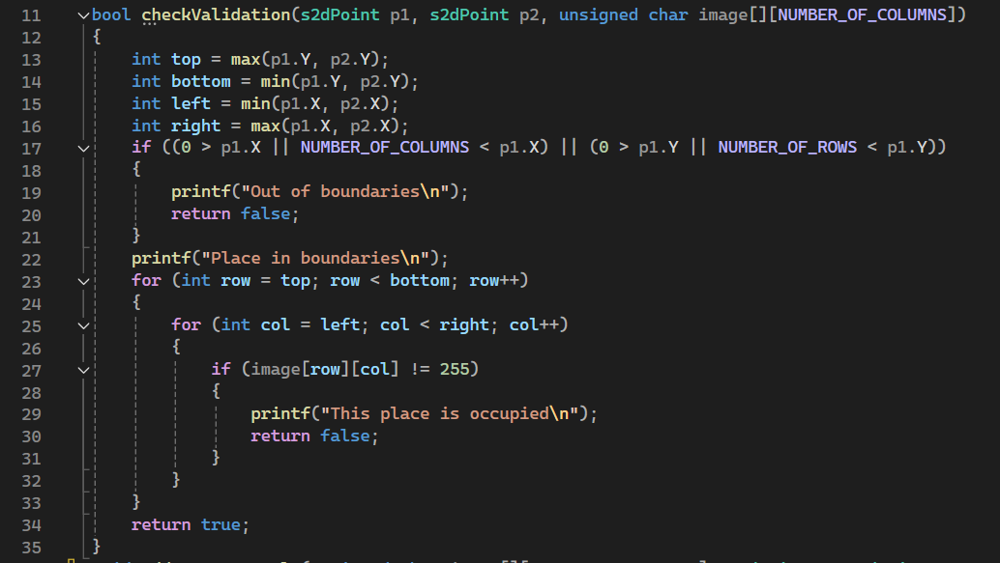 11 bool checkValidation(s2dPoint p1, s2dPoint p2, unsigned char image[][NUMBER_OF_COLUMNS])
12 {
13 int top = max(p1.Y, p2.Y);
14 int bottom = min(p1.Y, p2.Y);
15 int left = min(p1.X, p2.X);
16 int right = max(p1.X, p2.X);
17 if ((0 > p1.X || NUMBER_OF_COLUMNS < p1.X) || (0 > p1.Y || NUMBER_OF_ROWS < p1.Y))
18 {
19 printf("Out of boundaries\n");
20 return false;
21 }
22 printf("Place in boundaries\n");
23 for (int row = top; row < bottom; row++)
24 {
25 for (int col = left; col < right; col++)
26 {
27 if (image[row][col] != 255)
28 {
29 printf("This place is occupied\n");
30 return false;
31 }
32 }
33 }
34 return true;
35 }